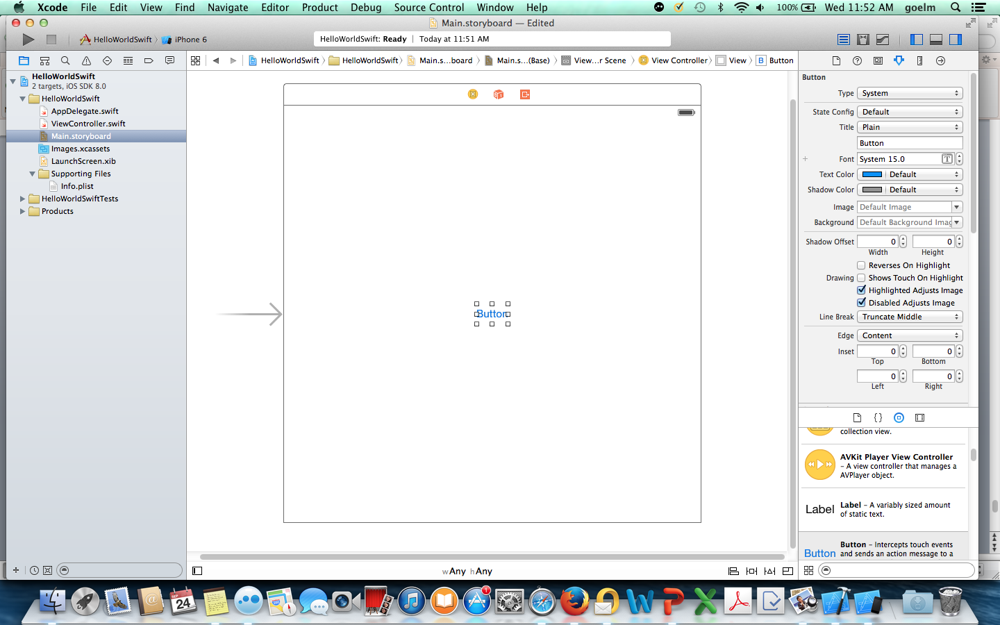 Xcode File Edit View Find Navigate Editor Product Debug Source Control Window Help 100% Wed 11:52 AM goelm
Main.storyboard — Edited
HelloWorldSwift iPhone 6 HelloWorldSwift: Ready Today at 11:51 AM
HelloWorldSwift HelloWorldSwift Main.s...board Main.s...(Base) View...r Scene View Controller View B Button
HelloWorldSwift
2 targets, iOS SDK 8.0
HelloWorldSwift
AppDelegate.swift
ViewController.swift
Main.storyboard
Images.xcassets
LaunchScreen.xib
Supporting Files
Info.plist
HelloWorldSwiftTests
Products
Button
wAny hAny
Button
Type System
State Config Default
Title Plain
Button
Font System 15.0 T
Text Color Default
Shadow Color Default
Image Default Image
Background Default Background Imag
Shadow Offset 0 0
Width Height
Reverses On Highlight
Drawing Shows Touch On Highlight
Highlighted Adjusts Image
Disabled Adjusts Image
Line Break Truncate Middle
Edge Content
Inset 0 0
Top Bottom
0 0
Left Right
{}
collection view.
AVKit Player View Controller
– A view controller that manages a
AVPlayer object.
Label Label – A variably sized amount
of static text.
Button Button – Intercepts touch events
and sends an action message to a
SEP
24
1